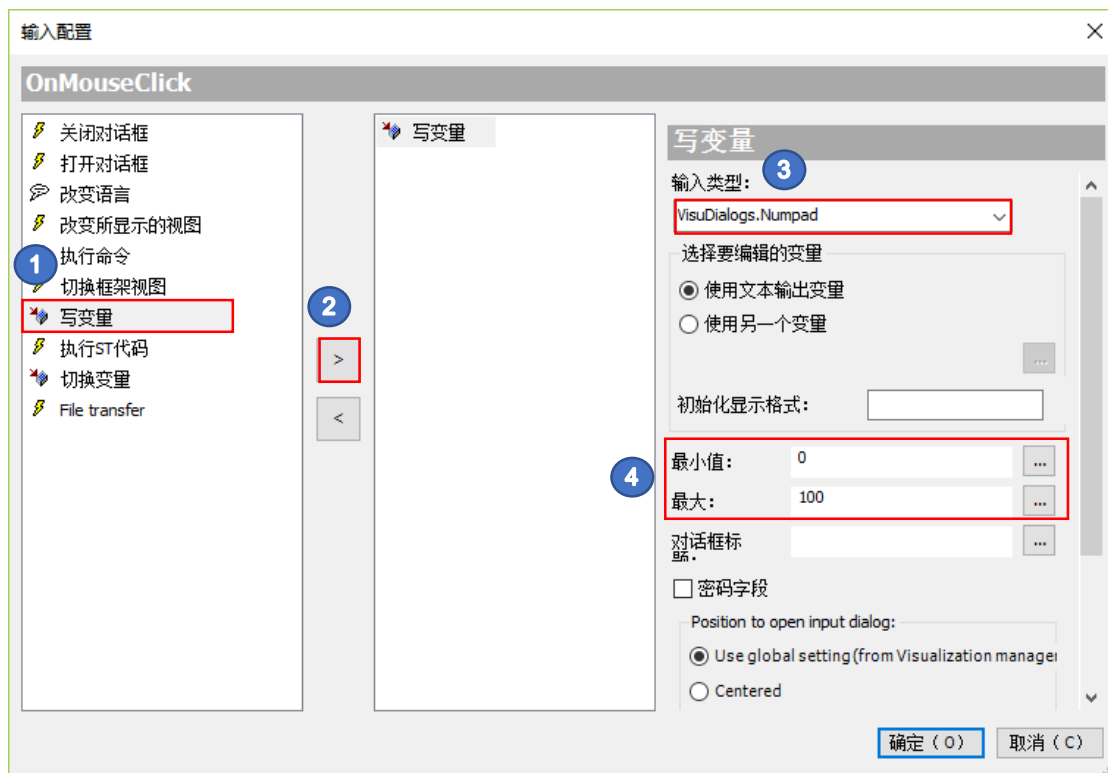 输入配置
OnMouseClick
关闭对话框
打开对话框
改变语言
改变所显示的视图
执行命令
1
切换框架视图
写变量
执行ST代码
切换变量
File transfer
2
>
<
写变量
写变量
3
输入类型:
VisuDialogs.Numpad
选择要编辑的变量
使用文本输出变量
使用另一个变量
...
初始化显示格式:
4
最小值: 0 ...
最大: 100 ...
对话框标
题: ...
密码字段
Position to open input dialog:
Use global setting(from Visualization manager
Centered
确定(O) 取消(C)